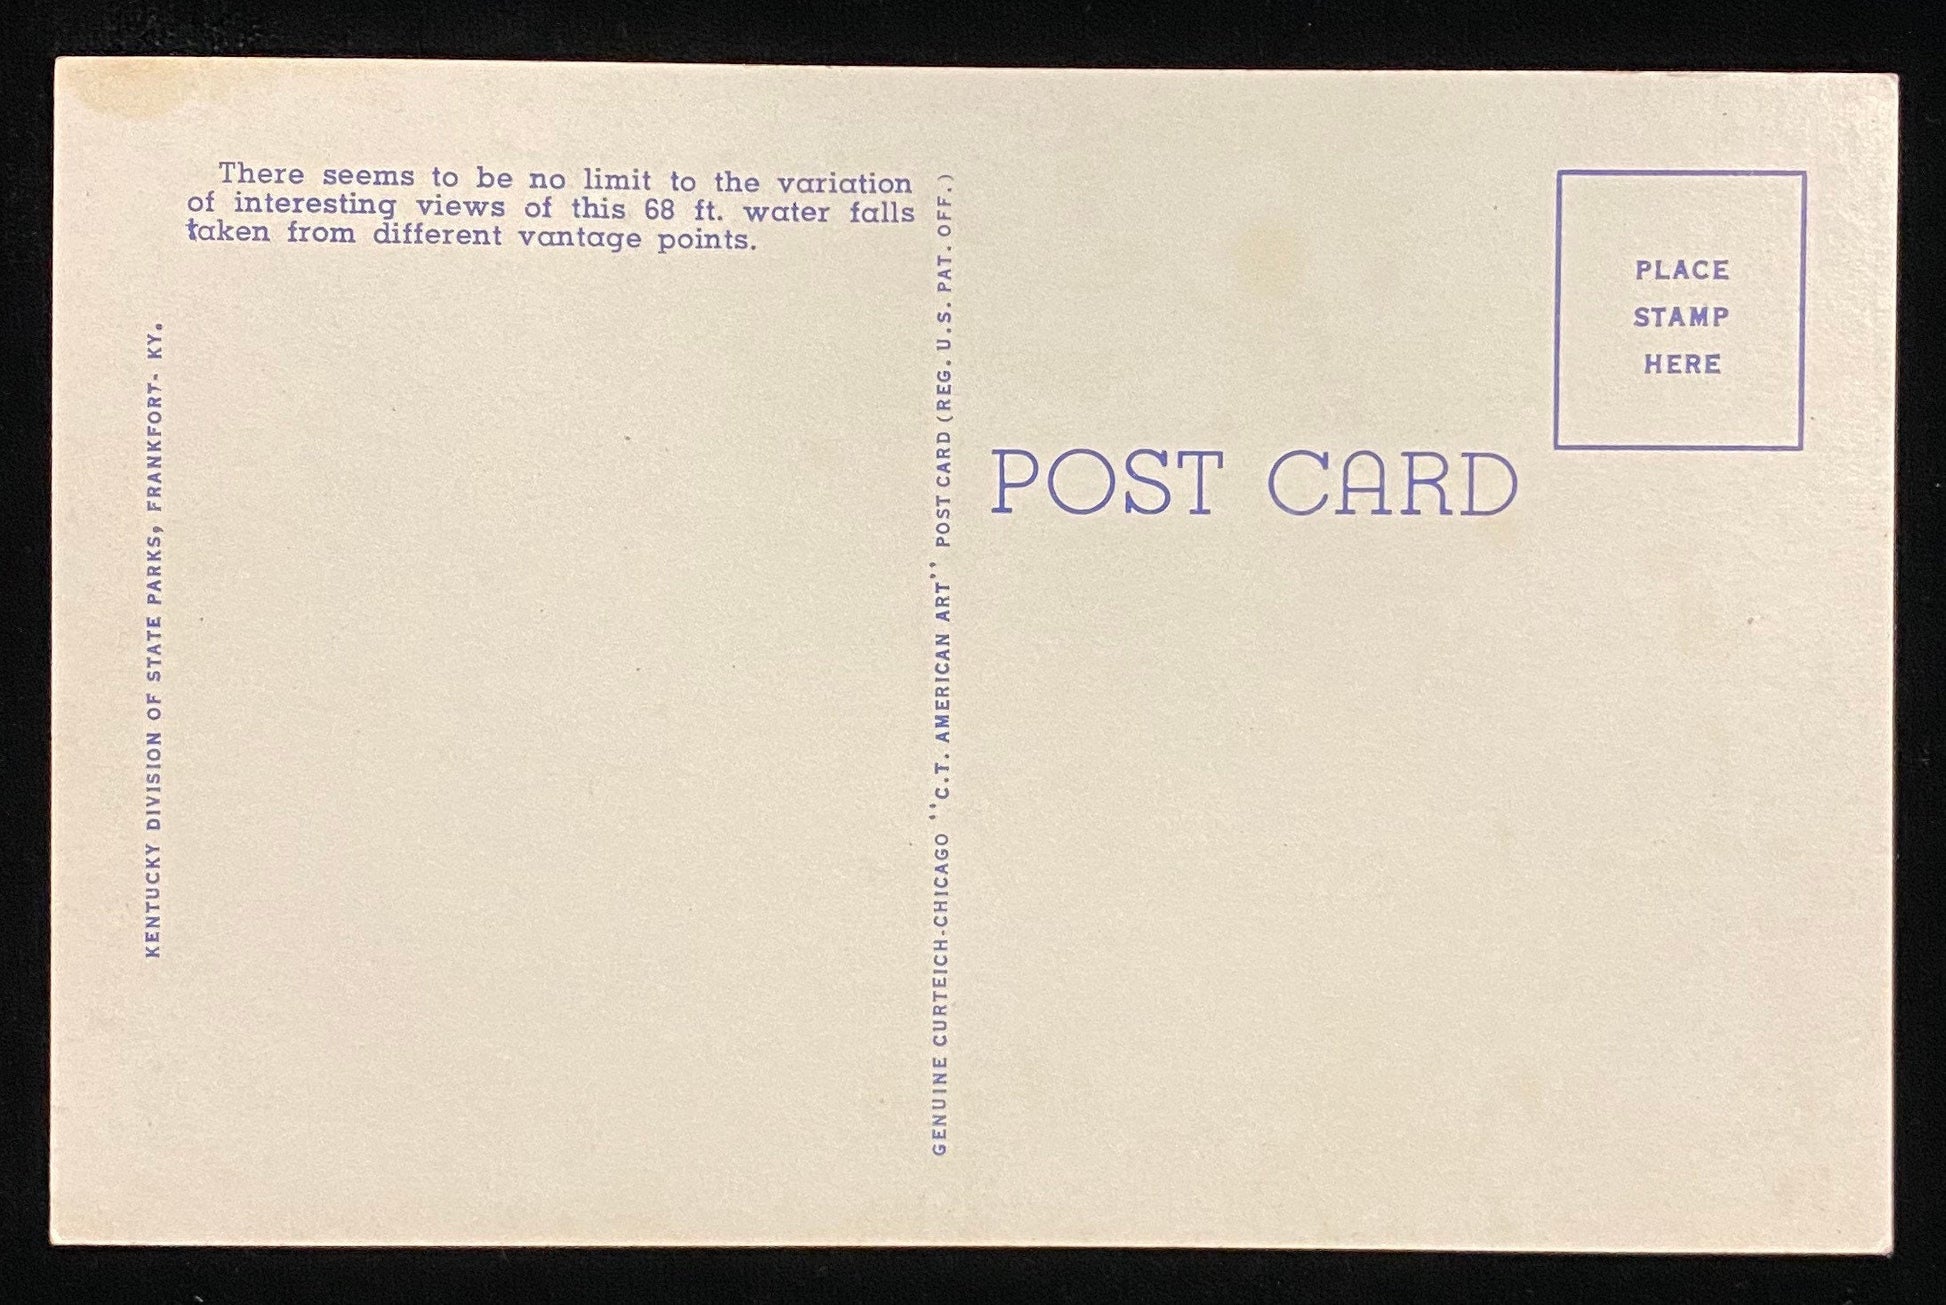 There seems to be no limit to the variation
of interesting views of this 68 ft. water falls
taken from different vantage points.
KENTUCKY DIVISION OF STATE PARKS, FRANKFORT- KY.
GENUINE CURTEICH-CHICAGO "C.T. AMERICAN ART" POST CARD (REG. U.S. PAT. OFF.)
POST CARD
PLACE
STAMP
HERE